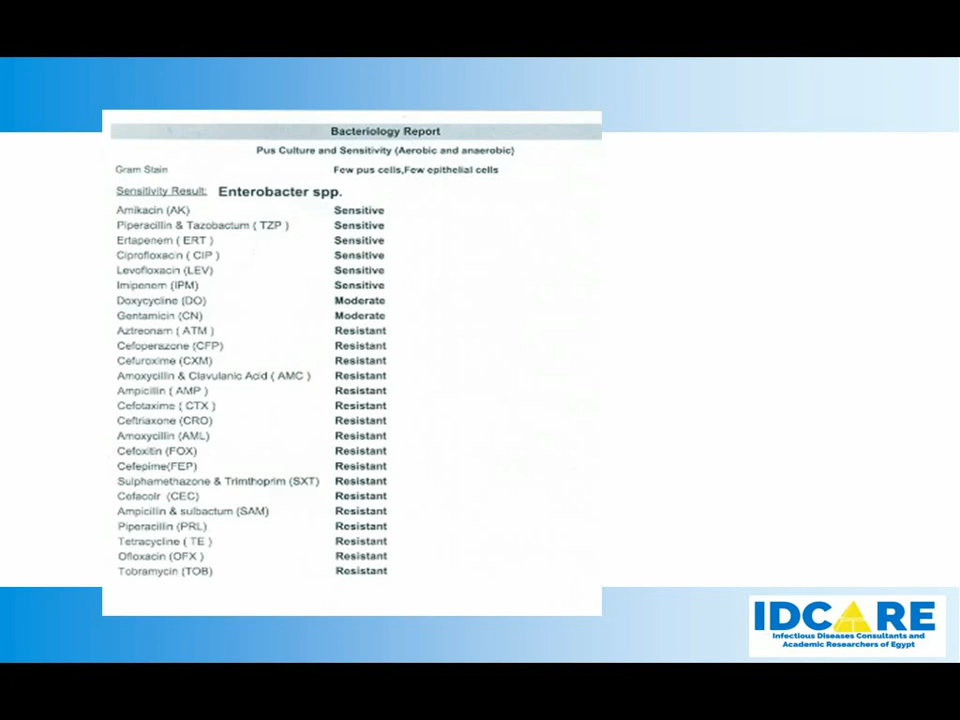 Bacteriology Report
Pus Culture and Sensitivity (Aerobic and anaerobic)
Gram Stain Few pus cells,Few epithelial cells
Sensitivity Result: Enterobacter spp.
Amikacin (AK) Sensitive
Piperacillin & Tazobactum ( TZP ) Sensitive
Ertapenem ( ERT ) Sensitive
Ciprofloxacin ( CIP ) Sensitive
Levofloxacin (LEV) Sensitive
Imipenem (IPM) Sensitive
Doxycycline (DO) Moderate
Gentamicin (CN) Moderate
Aztreonam ( ATM ) Resistant
Cefoperazone (CFP) Resistant
Cefuroxime (CXM) Resistant
Amoxycillin & Clavulanic Acid ( AMC ) Resistant
Ampicillin ( AMP ) Resistant
Cefotaxime ( CTX ) Resistant
Ceftriaxone (CRO) Resistant
Amoxycillin (AML) Resistant
Cefoxitin (FOX) Resistant
Cefepime(FEP) Resistant
Sulphamethazone & Trimthoprim (SXT) Resistant
Cefacolr (CEC) Resistant
Ampicillin & sulbactum (SAM) Resistant
Piperacillin (PRL) Resistant
Tetracycline ( TE ) Resistant
Ofloxacin (OFX ) Resistant
Tobramycin (TOB) Resistant
IDCARE
Infectious Diseases Consultants and
Academic Researchers of Egypt